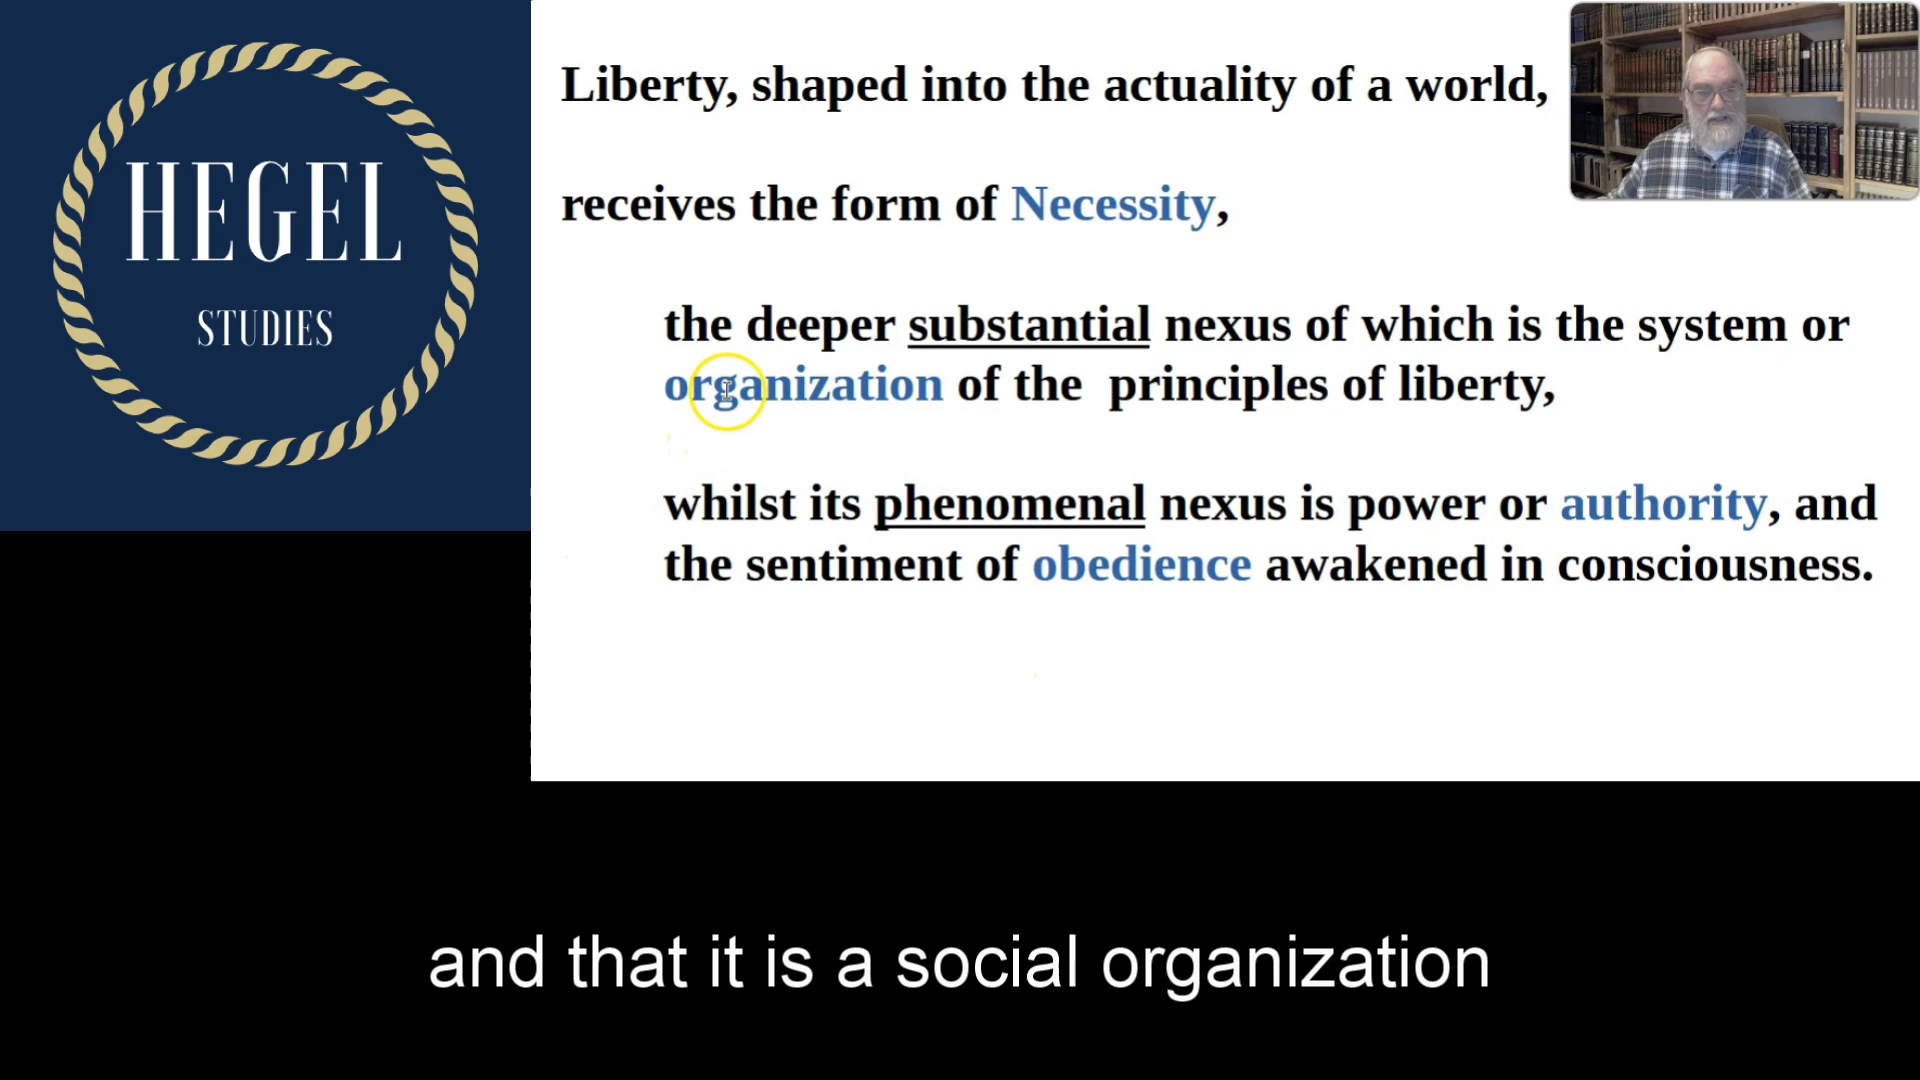 HEGEL
STUDIES
Liberty, shaped into the actuality of a world,
receives the form of Necessity,
the deeper substantial nexus of which is the system or
organization of the principles of liberty,
whilst its phenomenal nexus is power or authority, and
the sentiment of obedience awakened in consciousness.
and that it is a social organization